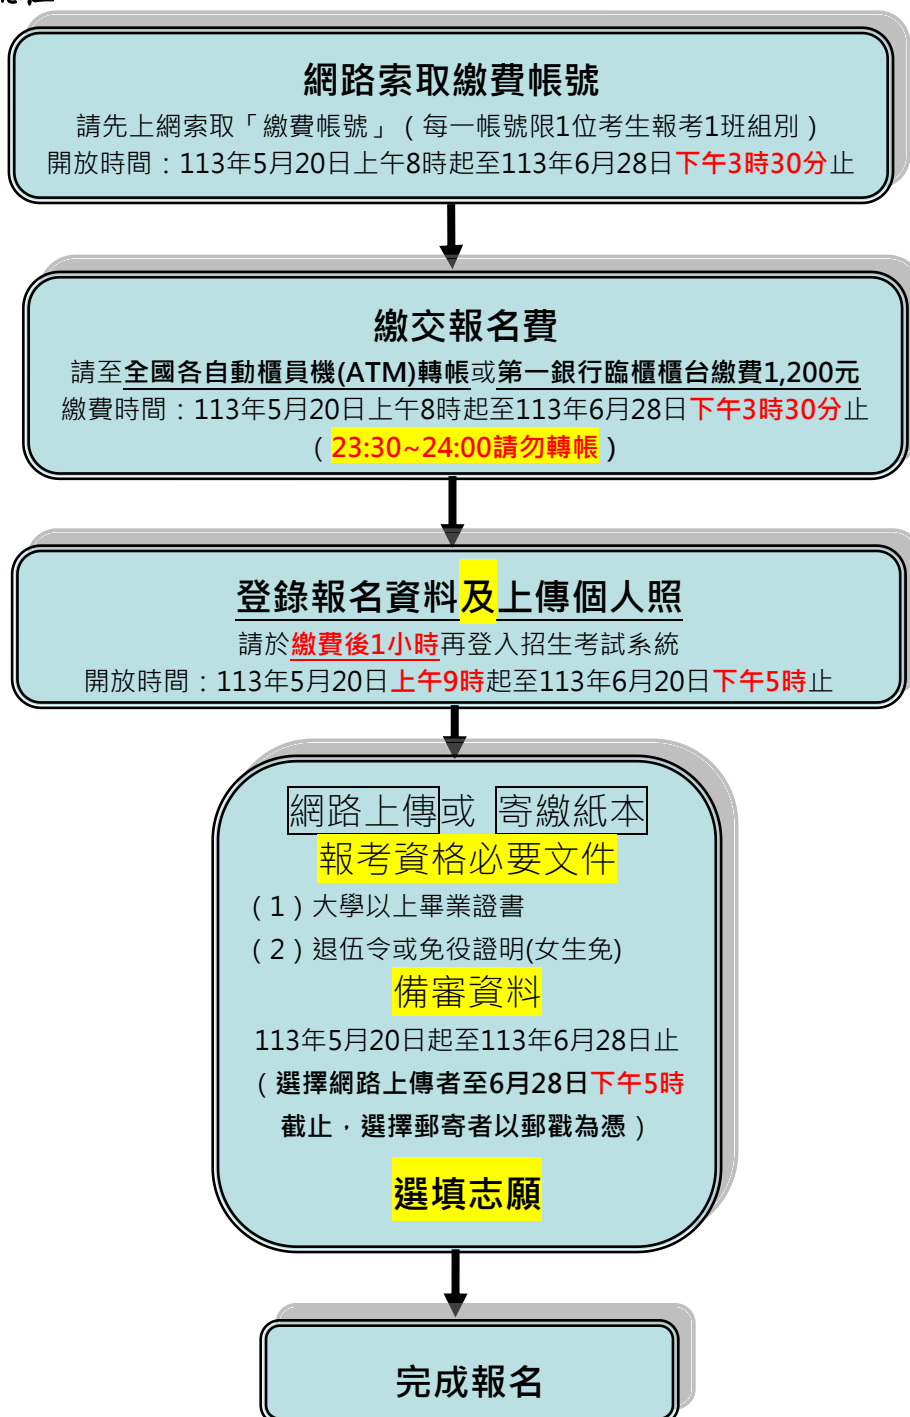 網路索取繳費帳號
請先上網索取「繳費帳號」（每一帳號限1位考生報考1班組別）
開放時間：113年5月20日上午8時起至113年6月28日下午3時30分止
繳交報名費
請至全國各自動櫃員機(ATM)轉帳或第一銀行臨櫃櫃台繳費1,200元
繳費時間：113年5月20日上午8時起至113年6月28日下午3時30分止
（23:30~24:00請勿轉帳）
登錄報名資料及上傳個人照
請於繳費後1小時再登入招生考試系統
開放時間：113年5月20日上午9時起至113年6月20日下午5時止
網路上傳或 寄繳紙本
報考資格必要文件
（1）大學以上畢業證書
（2）退伍令或免役證明(女生免)
備審資料
113年5月20日起至113年6月28日止
（選擇網路上傳者至6月28日下午5時
截止，選擇郵寄者以郵戳為憑）
選填志願
完成報名